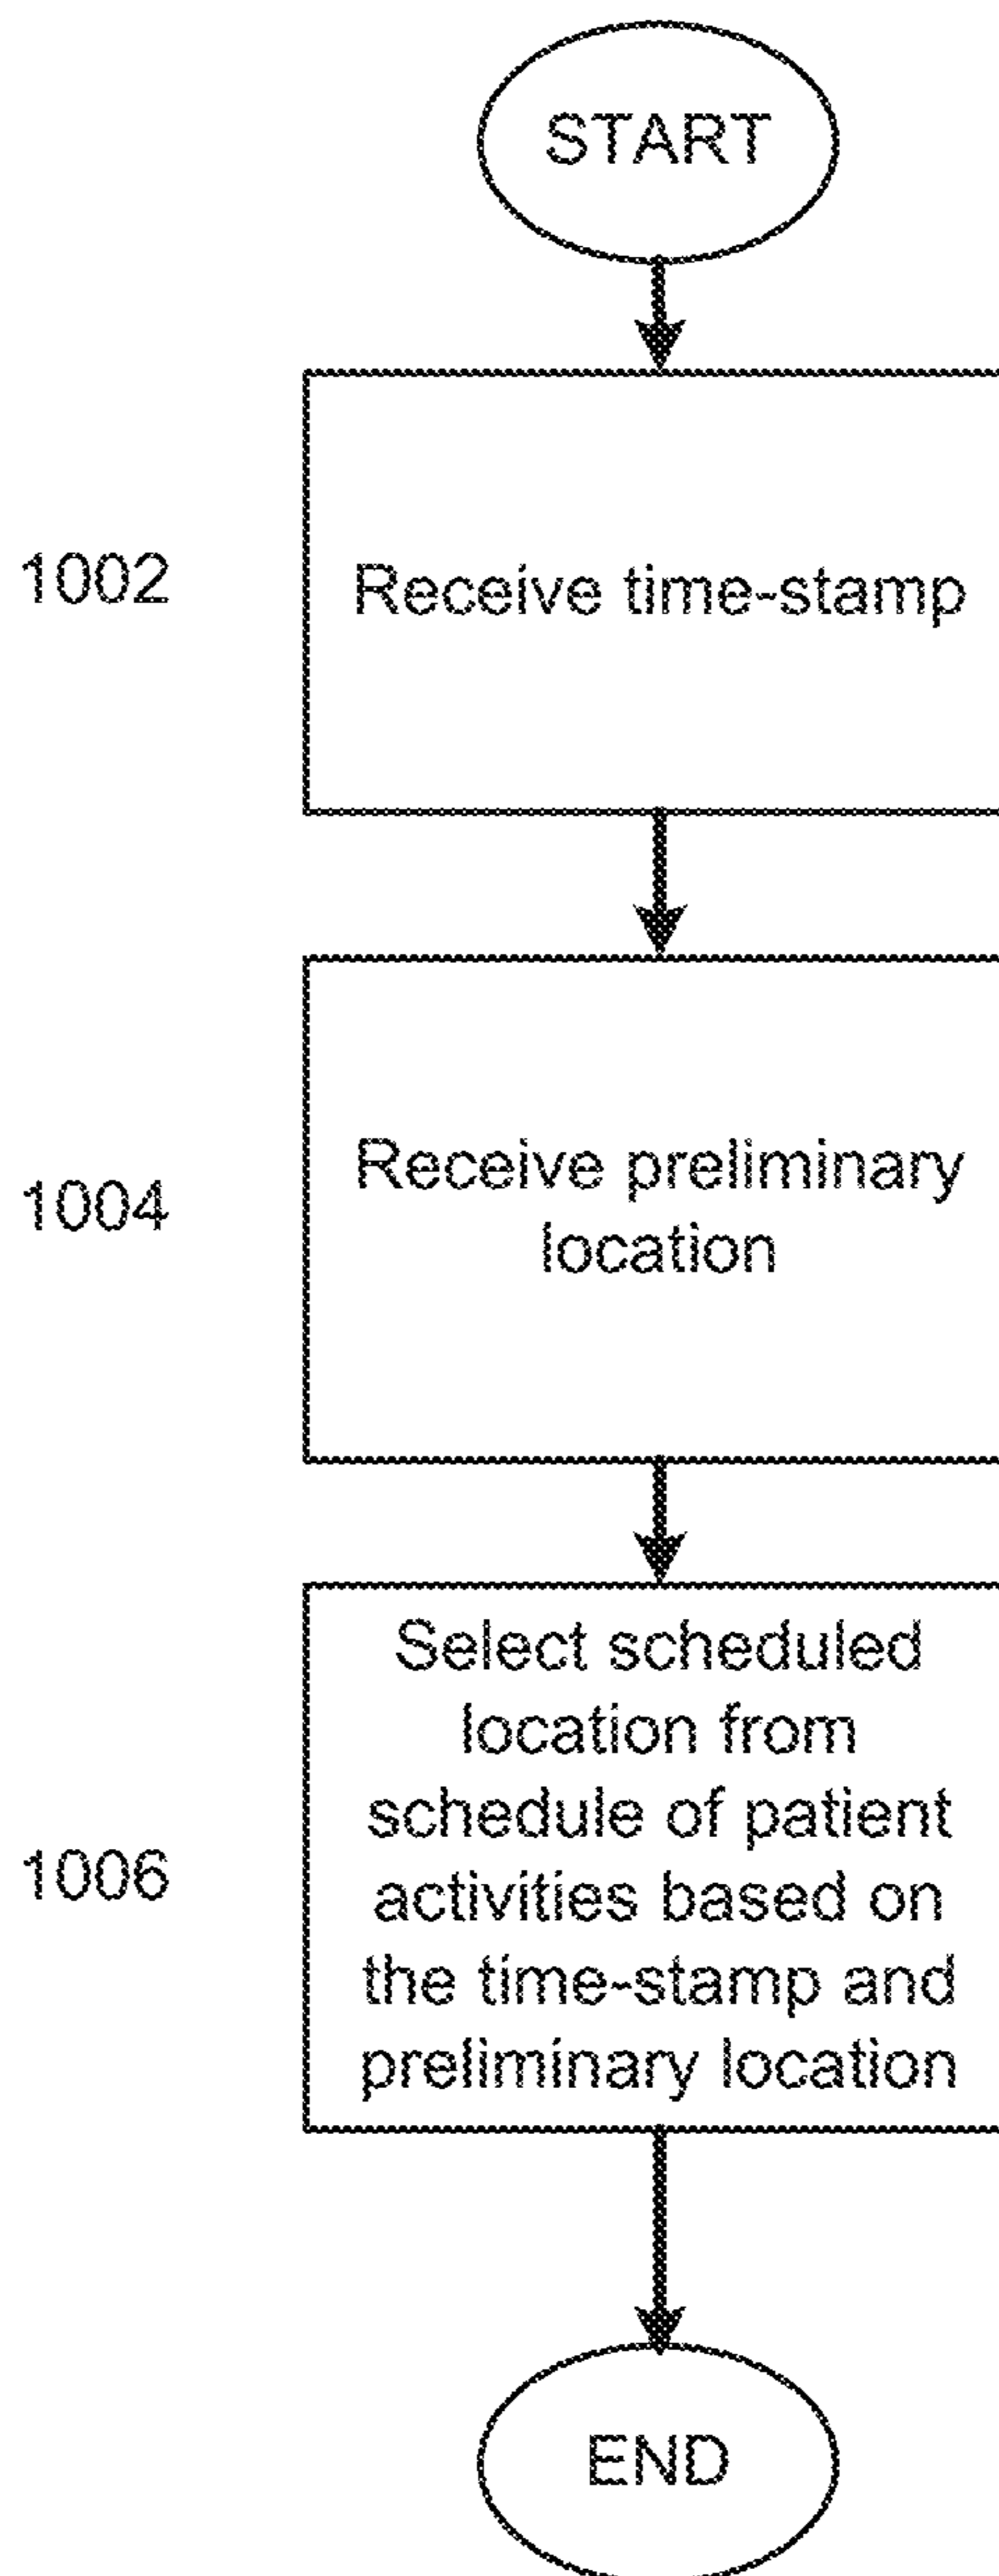 START
1002
Receive time-stamp
1004
Receive preliminary
location
1006
Select scheduled
location from
schedule of patient
activities based on
the time-stamp and
preliminary location
END